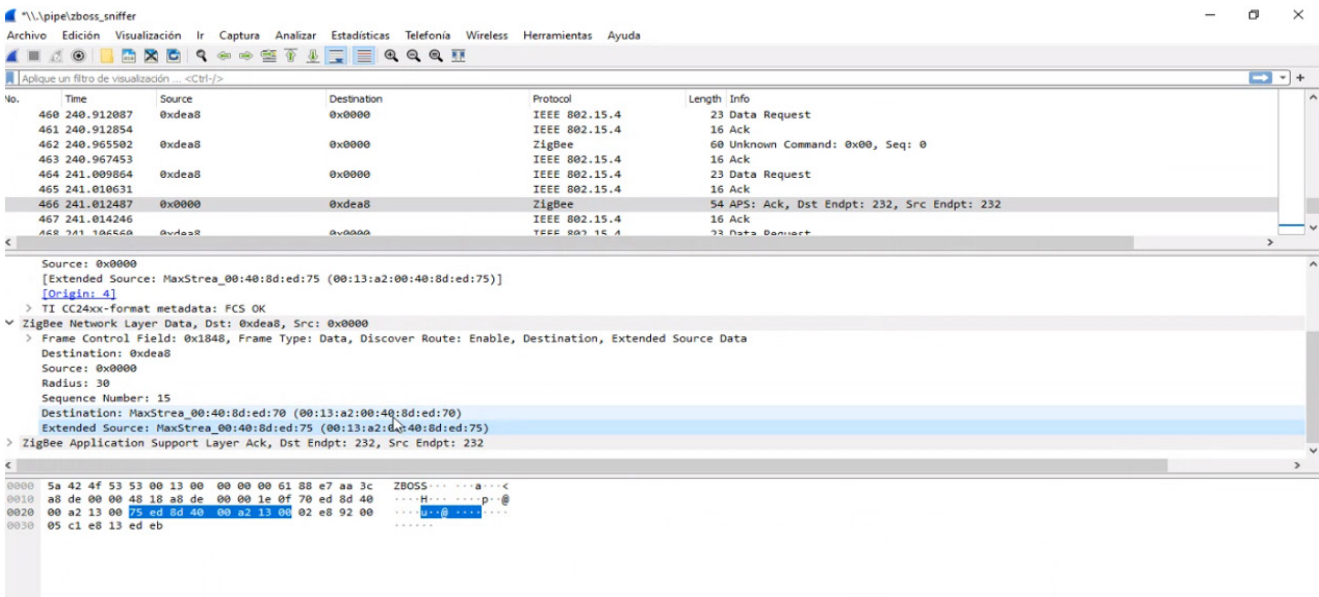 *\\.\pipe\zboss_sniffer
Archivo Edición Visualización Ir Captura Analizar Estadísticas Telefonía Wireless Herramientas Ayuda
Aplique un filtro de visualización ... <Ctrl-/>
No. Time Source Destination Protocol Length Info
460 240.912087 0xdea8 0x0000 IEEE 802.15.4 23 Data Request
461 240.912854 IEEE 802.15.4 16 Ack
462 240.965502 0xdea8 0x0000 ZigBee 60 Unknown Command: 0x00, Seq: 0
463 240.967453 IEEE 802.15.4 16 Ack
464 241.009864 0xdea8 0x0000 IEEE 802.15.4 23 Data Request
465 241.010631 IEEE 802.15.4 16 Ack
466 241.012487 0x0000 0xdea8 ZigBee 54 APS: Ack, Dst Endpt: 232, Src Endpt: 232
467 241.014246 IEEE 802.15.4 16 Ack
468 241.106560 0xdea8 0x0000 IEEE 802.15.4 23 Data Request
Source: 0x0000
[Extended Source: MaxStrea_00:40:8d:ed:75 (00:13:a2:00:40:8d:ed:75)]
[Origin: 4]
> TI CC24xx-format metadata: FCS OK
ZigBee Network Layer Data, Dst: 0xdea8, Src: 0x0000
> Frame Control Field: 0x1848, Frame Type: Data, Discover Route: Enable, Destination, Extended Source Data
Destination: 0xdea8
Source: 0x0000
Radius: 30
Sequence Number: 15
Destination: MaxStrea_00:40:8d:ed:70 (00:13:a2:00:40:8d:ed:70)
Extended Source: MaxStrea_00:40:8d:ed:75 (00:13:a2:00:40:8d:ed:75)
> ZigBee Application Support Layer Ack, Dst Endpt: 232, Src Endpt: 232
0000 5a 42 4f 53 53 00 13 00 00 00 00 61 88 e7 aa 3c ZBOSS··· ···a···<
0010 a8 de 00 00 48 18 a8 de 00 00 1e 0f 70 ed 8d 40 ····H··· ····p··@
0020 00 a2 13 00 75 ed 8d 40 00 a2 13 00 02 e8 92 00 ····u··@ ········
0030 05 c1 e8 13 ed eb ······